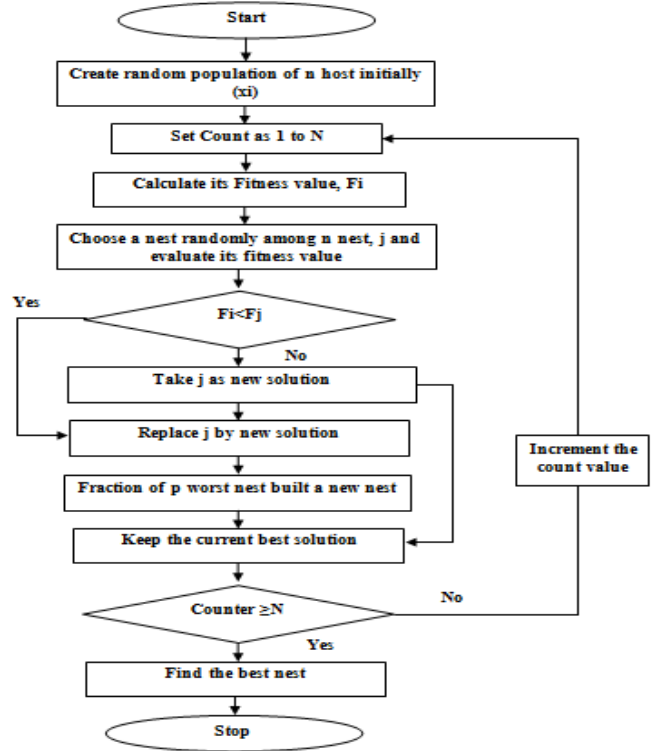 Start
Create random population of n host initially
(xi)
Set Count as 1 to N
Calculate its Fitness value, Fi
Choose a nest randomly among n nest, j and
evaluate its fitness value
Yes
Fi<Fj
No
Take j as new solution
Replace j by new solution
Increment the
count value
Fraction of p worst nest built a new nest
Keep the current best solution
Counter ≥N
No
Yes
Find the best nest
Stop